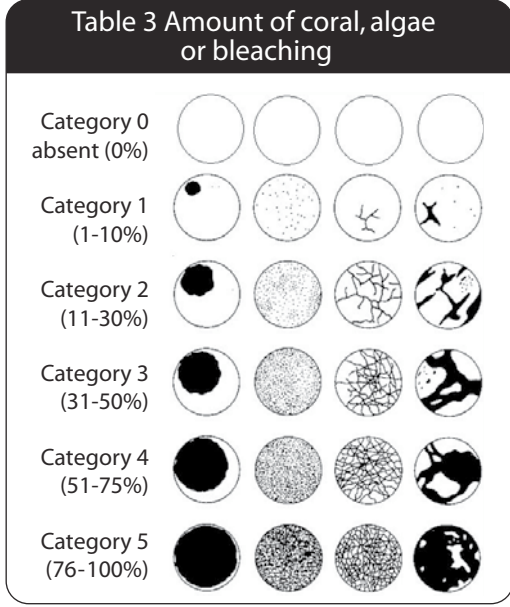 Table 3 Amount of coral, algae
or bleaching
Category 0
absent (0%)
Category 1
(1-10%)
Category 2
(11-30%)
Category 3
(31-50%)
Category 4
(51-75%)
Category 5
(76-100%)